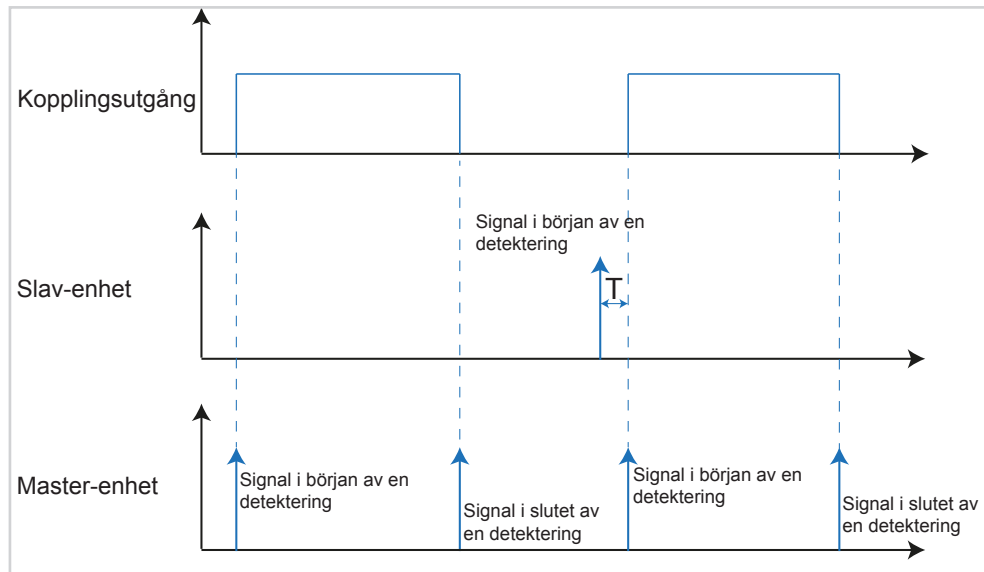 Kopplingsutgång
Signal i början av en
detektering
Slav-enhet
T
Master-enhet
Signal i början av en
detektering
Signal i slutet av
en detektering
Signal i början av en
detektering
Signal i slutet av
en detektering